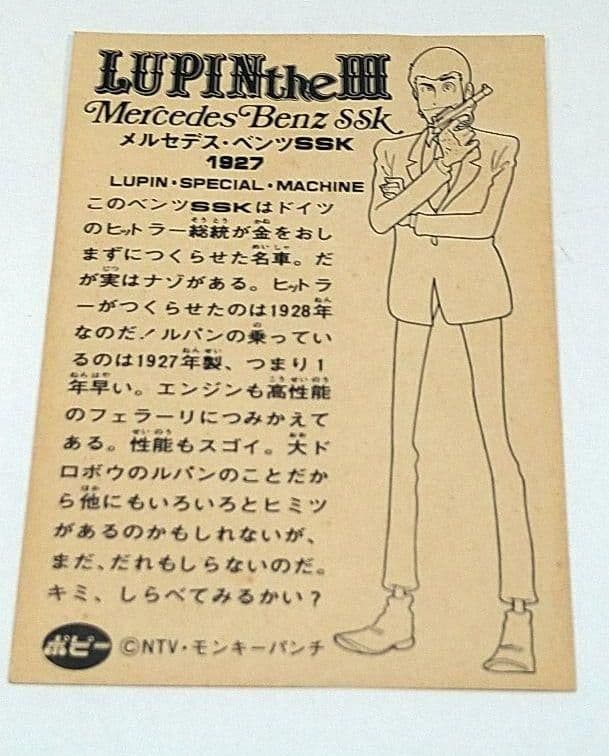 LUPIN the III
Mercedes Benz SSK
メルセデス・ベンツSSK
1927
LUPIN・SPECIAL・MACHINE
このベンツSSKはドイツ
のヒットラー総統が金をおし
まずにつくらせた名車。だ
が実はナゾがある。ヒットラ
ーがつくらせたのは1928年
なのだ!ルパンの乗ってい
るのは1927年製、つまり1
年早い。エンジンも高性能
のフェラーリにつみかえて
ある。性能もスゴイ。大ド
ロボウのルパンのことだか
ら他にもいろいろとヒミツ
があるのかもしれないが、
まだ、だれもしらないのだ。
キミ、しらべてみるかい?
ポピー ©NTV・モンキーパンチ